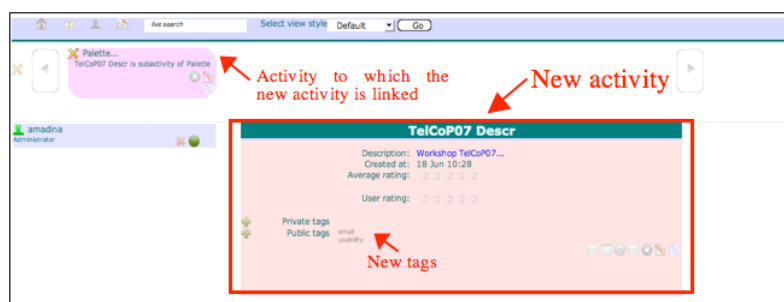 live search
Select view style
Default
Go
Palette...
TelCoP07 Descr is subactivity of Palette
Activity to which the
new activity is linked
New activity
amadina
Administrator
TelCoP07 Descr
Description: Workshop TelCoP07...
Created at: 18 Jun 10:28
Average rating:
User rating:
Private tags
Public tags
email
usability
New tags